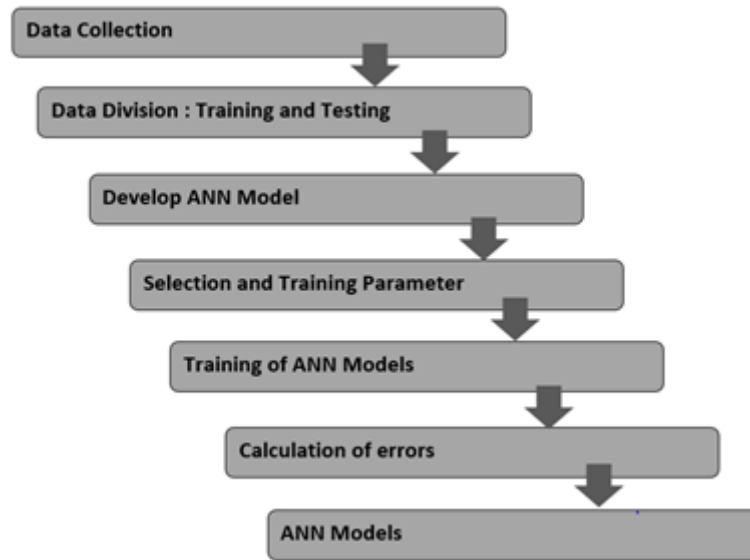 Data Collection
Data Division : Training and Testing
Develop ANN Model
Selection and Training Parameter
Training of ANN Models
Calculation of errors
ANN Models